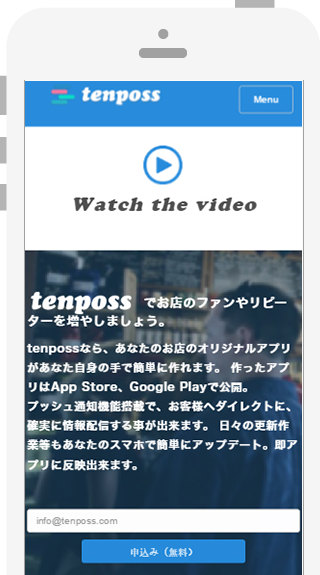 tenposs
Menu
Watch the video
tenposs でお店のファンやリピー
ターを増やしましょう。
tenpossなら、あなたのお店のオリジナルアプリ
があなた自身の手で簡単に作れます。 作ったアプ
リはApp Store、Google Playで公開。
プッシュ通知機能搭載で、お客様へダイレクトに、
確実に情報配信する事が出来ます。 日々の更新作
業等もあなたのスマホで簡単にアップデート。即ア
プリに反映出来ます。
info@tenposs.com
申込み（無料）